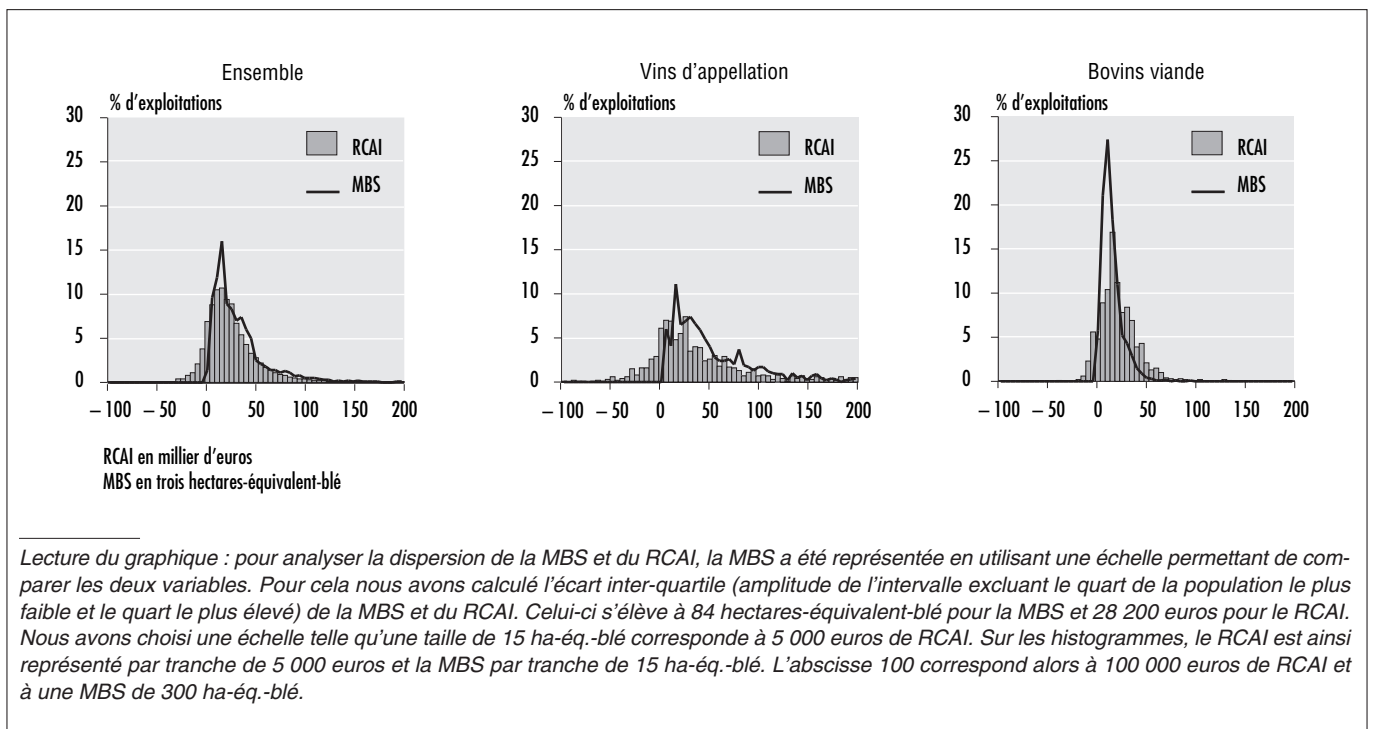 Ensemble
% d'exploitations
30
25
20
15
10
5
0
RCAI
MBS
– 100 – 50 0 50 100 150 200
RCAI en millier d'euros
MBS en trois hectares-équivalent-blé
Vins d'appellation
% d'exploitations
30
25
20
15
10
5
0
RCAI
MBS
– 100 – 50 0 50 100 150 200
Bovins viande
% d'exploitations
30
25
20
15
10
5
0
RCAI
MBS
– 100 – 50 0 50 100 150 200
Lecture du graphique : pour analyser la dispersion de la MBS et du RCAI, la MBS a été représentée en utilisant une échelle permettant de com-
parer les deux variables. Pour cela nous avons calculé l'écart inter-quartile (amplitude de l'intervalle excluant le quart de la population le plus
faible et le quart le plus élevé) de la MBS et du RCAI. Celui-ci s'élève à 84 hectares-équivalent-blé pour la MBS et 28 200 euros pour le RCAI.
Nous avons choisi une échelle telle qu'une taille de 15 ha-éq.-blé corresponde à 5 000 euros de RCAI. Sur les histogrammes, le RCAI est ainsi
représenté par tranche de 5 000 euros et la MBS par tranche de 15 ha-éq.-blé. L'abscisse 100 correspond alors à 100 000 euros de RCAI et
à une MBS de 300 ha-éq.-blé.